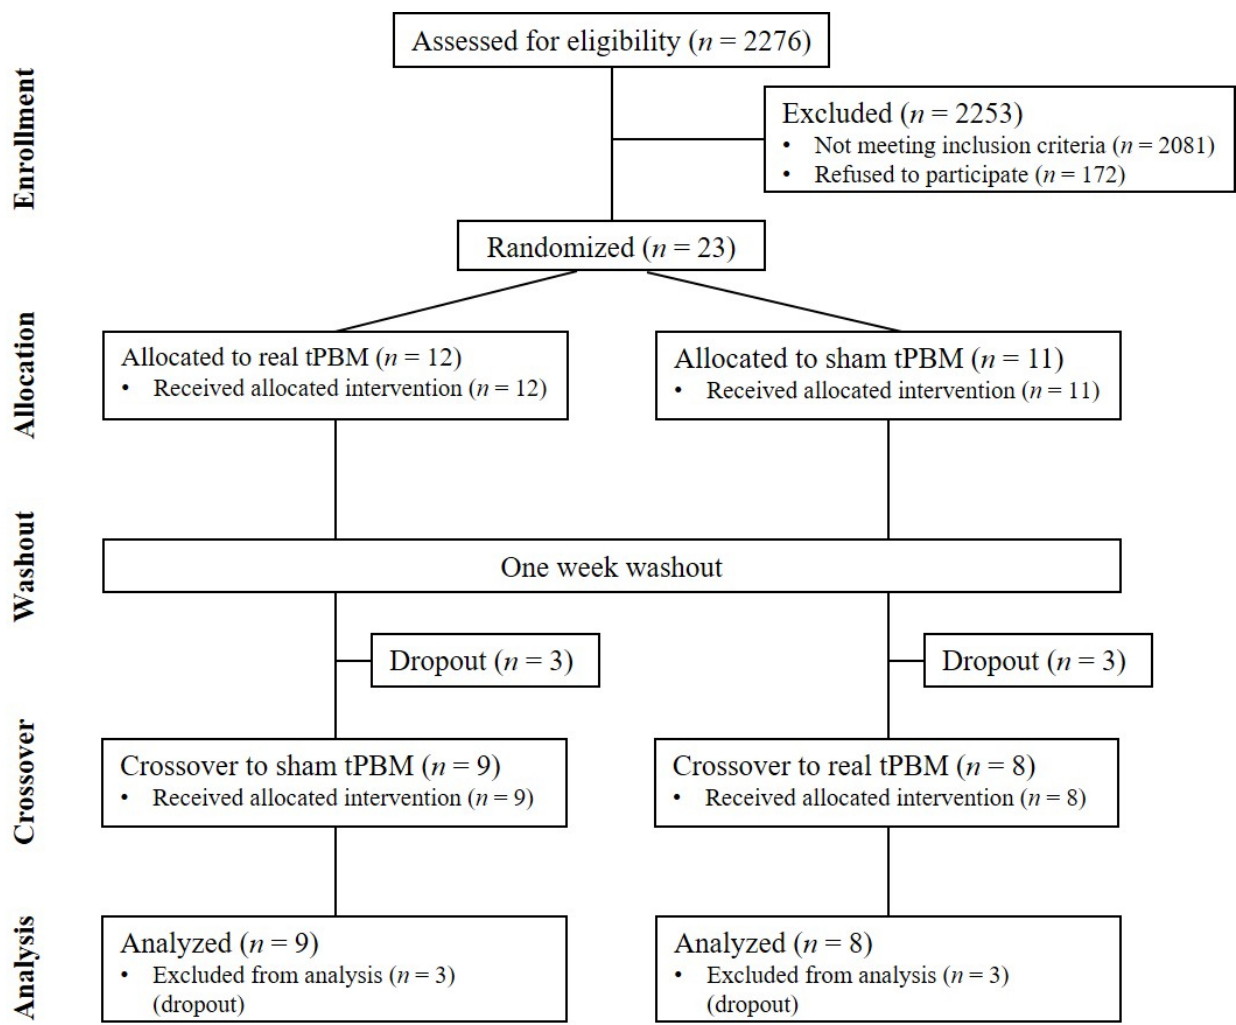 Enrollment
Assessed for eligibility (n = 2276)
Excluded (n = 2253)
• Not meeting inclusion criteria (n = 2081)
• Refused to participate (n = 172)
Randomized (n = 23)
Allocation
Allocated to real tPBM (n = 12)
• Received allocated intervention (n = 12)
Allocated to sham tPBM (n = 11)
• Received allocated intervention (n = 11)
Washout
One week washout
Dropout (n = 3)
Dropout (n = 3)
Crossover
Crossover to sham tPBM (n = 9)
• Received allocated intervention (n = 9)
Crossover to real tPBM (n = 8)
• Received allocated intervention (n = 8)
Analysis
Analyzed (n = 9)
• Excluded from analysis (n = 3)
(dropout)
Analyzed (n = 8)
• Excluded from analysis (n = 3)
(dropout)